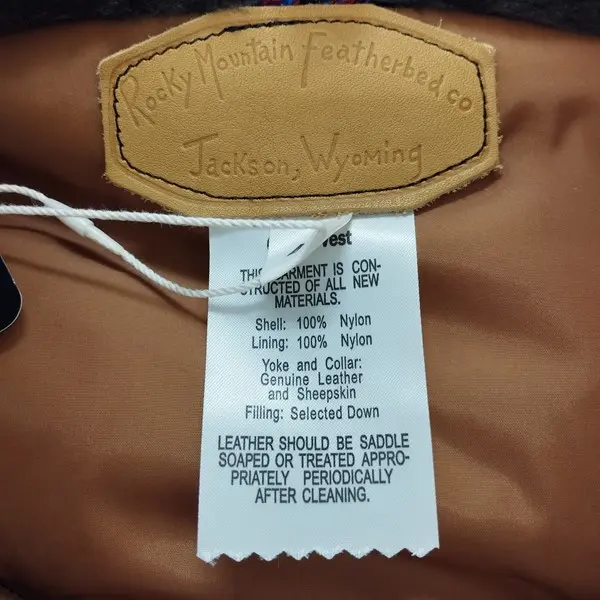 Rocky Mountain Featherbed co
Jackson, Wyoming
THIS GARMENT IS CON-
STRUCTED OF ALL NEW
MATERIALS.
Shell: 100% Nylon
Lining: 100% Nylon
Yoke and Collar:
Genuine Leather
and Sheepskin
Filling: Selected Down
LEATHER SHOULD BE SADDLE
SOAPED OR TREATED APPRO-
PRIATELY PERIODICALLY
AFTER CLEANING.